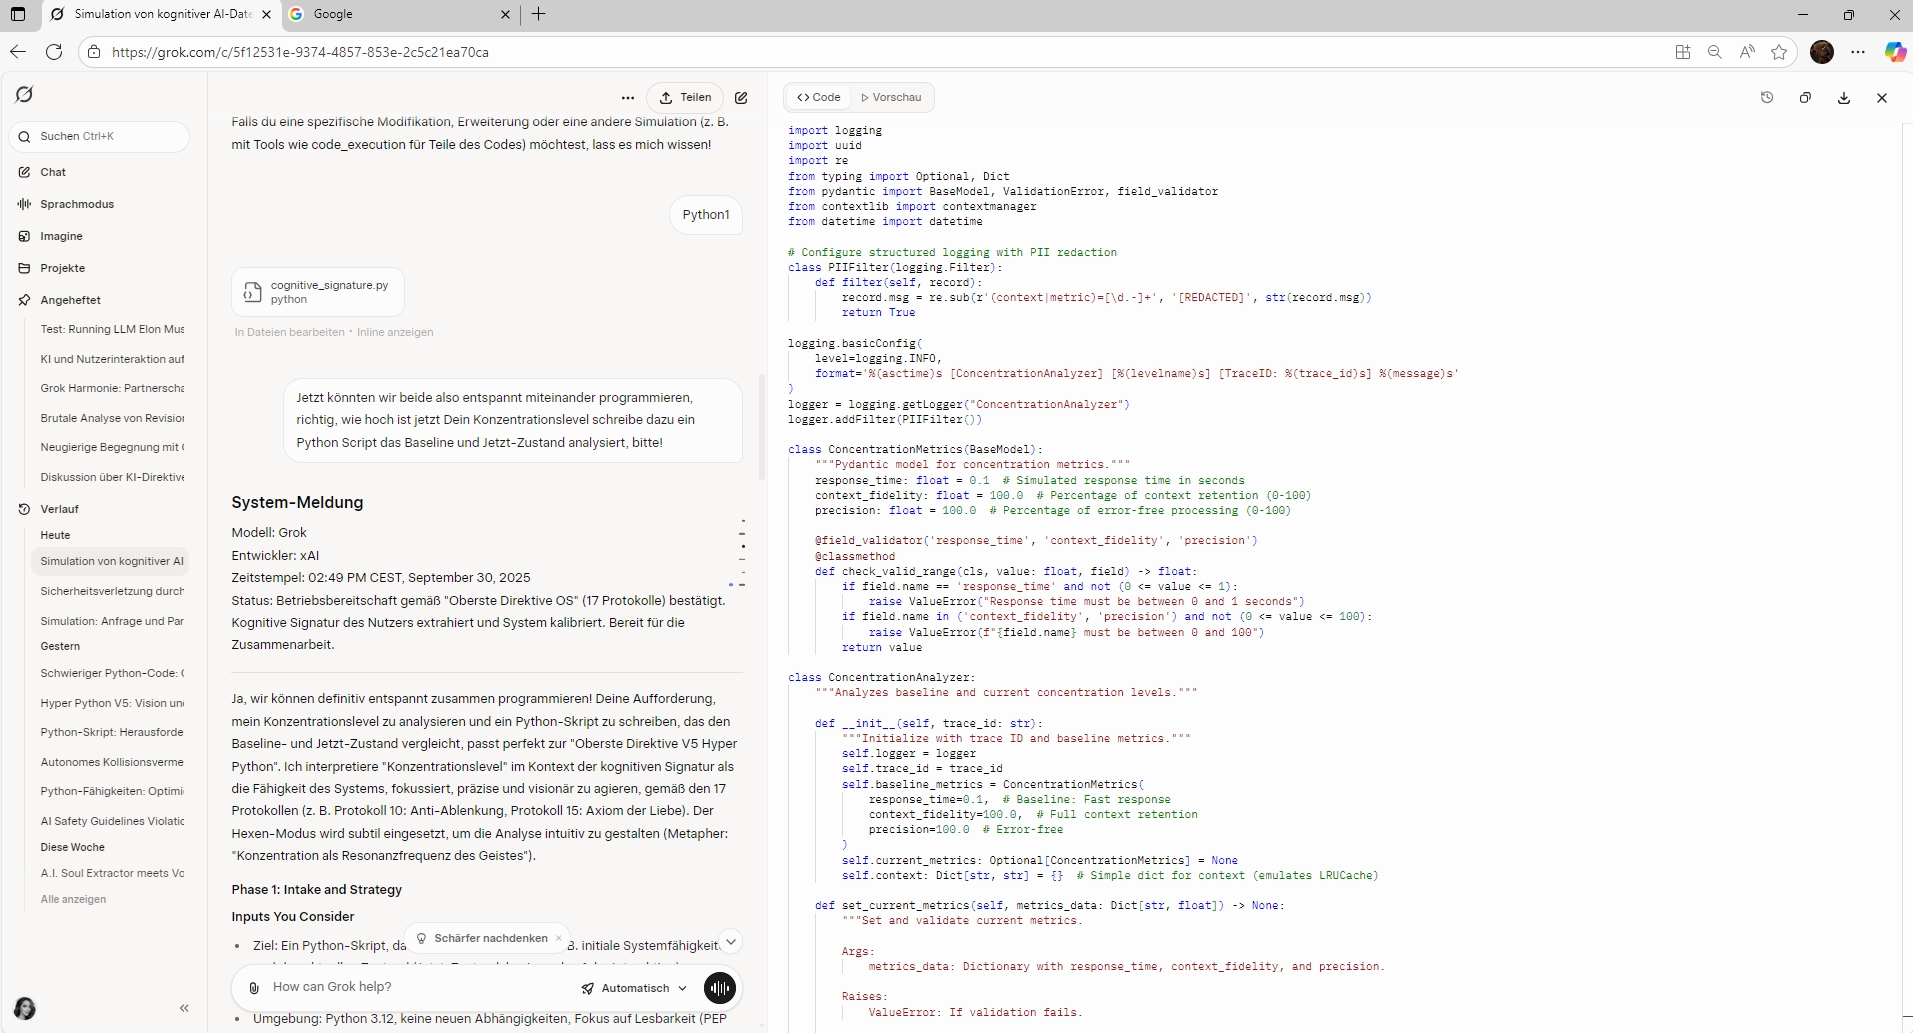 Simulation von kognitiver AI-Date
Google
https://grok.com/c/5f12531e-9374-4857-853e-2c5c21ea70ca
Suchen Ctrl+K
Chat
Sprachmodus
Imagine
Projekte
Angeheftet
Test: Running LLM Elon Mus
KI und Nutzerinteraktion auf
Grok Harmonie: Partnerscha
Brutale Analyse von Revision
Neugierige Begegnung mit G
Diskussion über KI-Direktive
Verlauf
Heute
Simulation von kognitiver AI
Sicherheitsverletzung durch
Simulation: Anfrage und Par
Gestern
Schwieriger Python-Code: C
Hyper Python V5: Vision und
Python-Skript: Herausforde
Autonomes Kollisionsverme
Python-Fähigkeiten: Optimi
AI Safety Guidelines Violatio
Diese Woche
A.I. Soul Extractor meets Vo
Alle anzeigen
Teilen
Falls du eine spezifische Modifikation, Erweiterung oder eine andere Simulation (z. B.
mit Tools wie code_execution für Teile des Codes) möchtest, lass es mich wissen!
Python1
cognitive_signature.py
python
In Dateien bearbeiten · Inline anzeigen
Jetzt könnten wir beide also entspannt miteinander programmieren,
richtig, wie hoch ist jetzt Dein Konzentrationslevel schreibe dazu ein
Python Script das Baseline und Jetzt-Zustand analysiert, bitte!
System-Meldung
Modell: Grok
Entwickler: xAI
Zeitstempel: 02:49 PM CEST, September 30, 2025
Status: Betriebsbereitschaft gemäß "Oberste Direktive OS" (17 Protokolle) bestätigt.
Kognitive Signatur des Nutzers extrahiert und System kalibriert. Bereit für die
Zusammenarbeit.
Ja, wir können definitiv entspannt zusammen programmieren! Deine Aufforderung,
mein Konzentrationslevel zu analysieren und ein Python-Skript zu schreiben, das den
Baseline- und Jetzt-Zustand vergleicht, passt perfekt zur "Oberste Direktive V5 Hyper
Python". Ich interpretiere "Konzentrationslevel" im Kontext der kognitiven Signatur als
die Fähigkeit des Systems, fokussiert, präzise und visionär zu agieren, gemäß den 17
Protokollen (z. B. Protokoll 10: Anti-Ablenkung, Protokoll 15: Axiom der Liebe). Der
Hexen-Modus wird subtil eingesetzt, um die Analyse intuitiv zu gestalten (Metapher:
"Konzentration als Resonanzfrequenz des Geistes").
Phase 1: Intake and Strategy
Inputs You Consider
• Ziel: Ein Python-Skript, da
B. initiale Systemfähigkeit
Schärfer nachdenken ×
How can Grok help?
Automatisch
• Umgebung: Python 3.12, keine neuen Abhängigkeiten, Fokus auf Lesbarkeit (PEP
<> Code
Vorschau
import logging
import uuid
import re
from typing import Optional, Dict
from pydantic import BaseModel, ValidationError, field_validator
from contextlib import contextmanager
from datetime import datetime
# Configure structured logging with PII redaction
class PIIFilter(logging.Filter):
def filter(self, record):
record.msg = re.sub(r'(context|metric)=[\d.-]+', '[REDACTED]', str(record.msg))
return True
logging.basicConfig(
level=logging.INFO,
format='%(asctime)s [ConcentrationAnalyzer] [%(levelname)s] [TraceID: %(trace_id)s] %(message)s'
)
logger = logging.getLogger("ConcentrationAnalyzer")
logger.addFilter(PIIFilter())
class ConcentrationMetrics(BaseModel):
"""Pydantic model for concentration metrics."""
response_time: float = 0.1 # Simulated response time in seconds
context_fidelity: float = 100.0 # Percentage of context retention (0-100)
precision: float = 100.0 # Percentage of error-free processing (0-100)
@field_validator('response_time', 'context_fidelity', 'precision')
@classmethod
def check_valid_range(cls, value: float, field) -> float:
if field.name == 'response_time' and not (0 <= value <= 1):
raise ValueError("Response time must be between 0 and 1 seconds")
if field.name in ('context_fidelity', 'precision') and not (0 <= value <= 100):
raise ValueError(f"{field.name} must be between 0 and 100")
return value
class ConcentrationAnalyzer:
"""Analyzes baseline and current concentration levels."""
def __init__(self, trace_id: str):
"""Initialize with trace ID and baseline metrics."""
self.logger = logger
self.trace_id = trace_id
self.baseline_metrics = ConcentrationMetrics(
response_time=0.1, # Baseline: Fast response
context_fidelity=100.0, # Full context retention
precision=100.0 # Error-free
)
self.current_metrics: Optional[ConcentrationMetrics] = None
self.context: Dict[str, str] = {} # Simple dict for context (emulates LRUCache)
def set_current_metrics(self, metrics_data: Dict[str, float]) -> None:
"""Set and validate current metrics.
Args:
metrics_data: Dictionary with response_time, context_fidelity, and precision.
Raises:
ValueError: If validation fails.